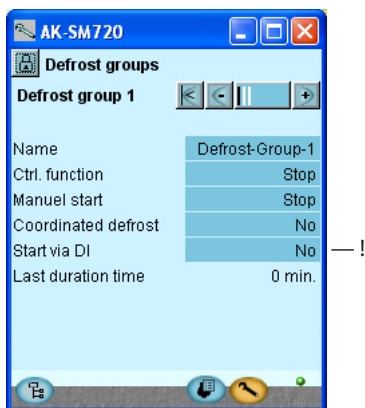 AK-SM720
Defrost groups
Defrost group 1
Name Defrost-Group-1
Ctrl. function Stop
Manuel start Stop
Coordinated defrost No
Start via DI No — !
Last duration time 0 min.